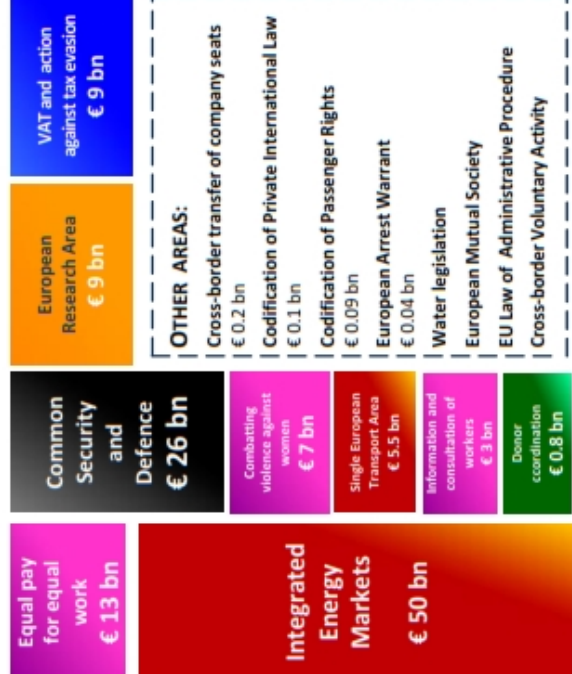 Equal pay
for equal
work
€ 13 bn
Integrated
Energy
Markets
€ 50 bn
Common
Security
and
Defence
€ 26 bn
Combatting
violence against
women
€ 7 bn
Single European
Transport Area
€ 5.5 bn
Information and
consultation of
workers
€ 3 bn
Donor
ccordination
€ 0.8 bn
European
Research Area
€ 9 bn
VAT and action
against tax evasion
€ 9 bn
OTHER AREAS:
Cross-border transfer of company seats
€ 0.2 bn
Codification of Private International Law
€ 0.1 bn
Codification of Passenger Rights
€ 0.09 bn
European Arrest Warrant
€ 0.04 bn
Water legislation
European Mutual Society
EU Law of Administrative Procedure
Cross-border Voluntary Activity